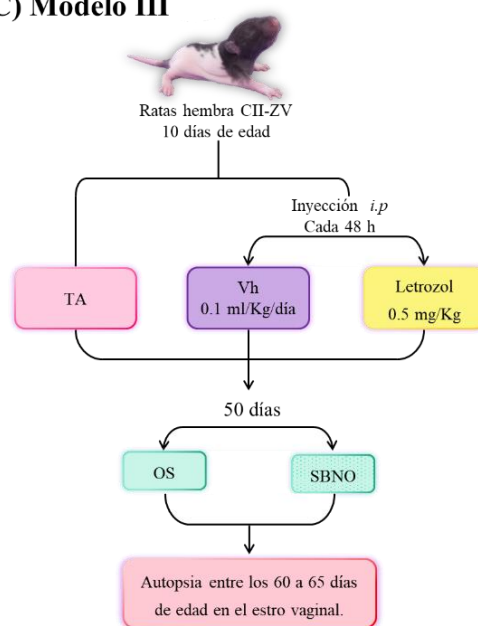 C) Modelo III
Ratas hembra CII-ZV
10 días de edad
Inyección i.p
Cada 48 h
TA
Vh
0.1 ml/Kg/día
Letrozol
0.5 mg/Kg
50 días
OS
SBNO
Autopsia entre los 60 a 65 días
de edad en el estro vaginal.